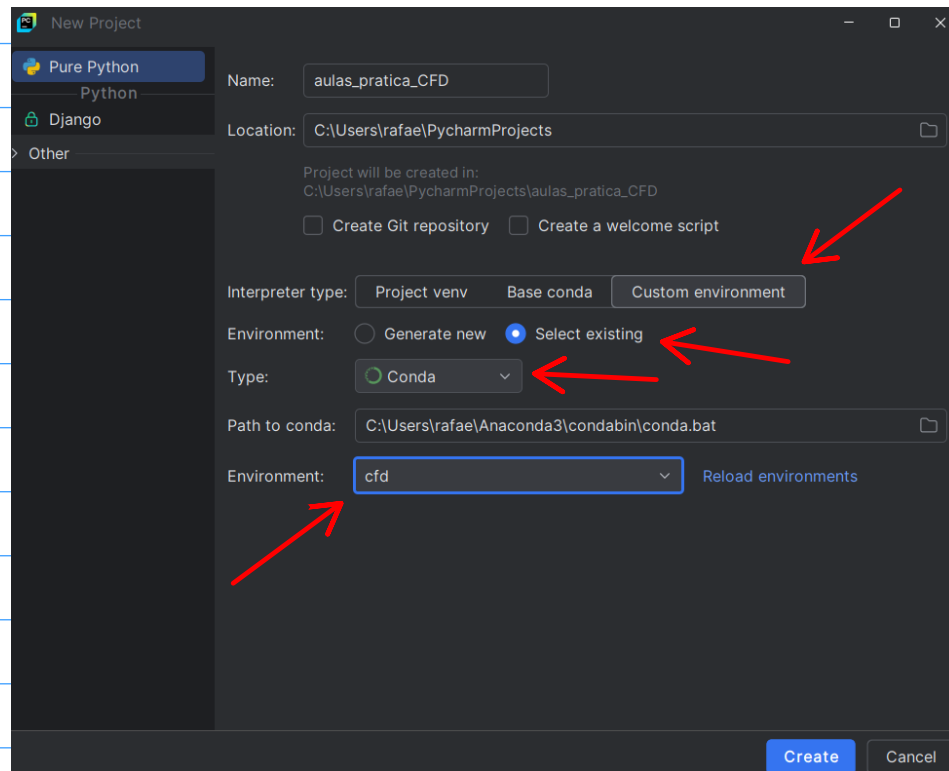 PC
New Project
Pure Python
Python
Django
Other
Name: aulas_pratica_CFD
Location: C:\Users\rafae\PycharmProjects
Project will be created in:
C:\Users\rafae\PycharmProjects\aulas_pratica_CFD
Create Git repository Create a welcome script
Interpreter type: Project venv Base conda Custom environment
Environment: Generate new Select existing
Type: Conda
Path to conda: C:\Users\rafae\Anaconda3\condabin\conda.bat
Environment: cfd Reload environments
Create Cancel